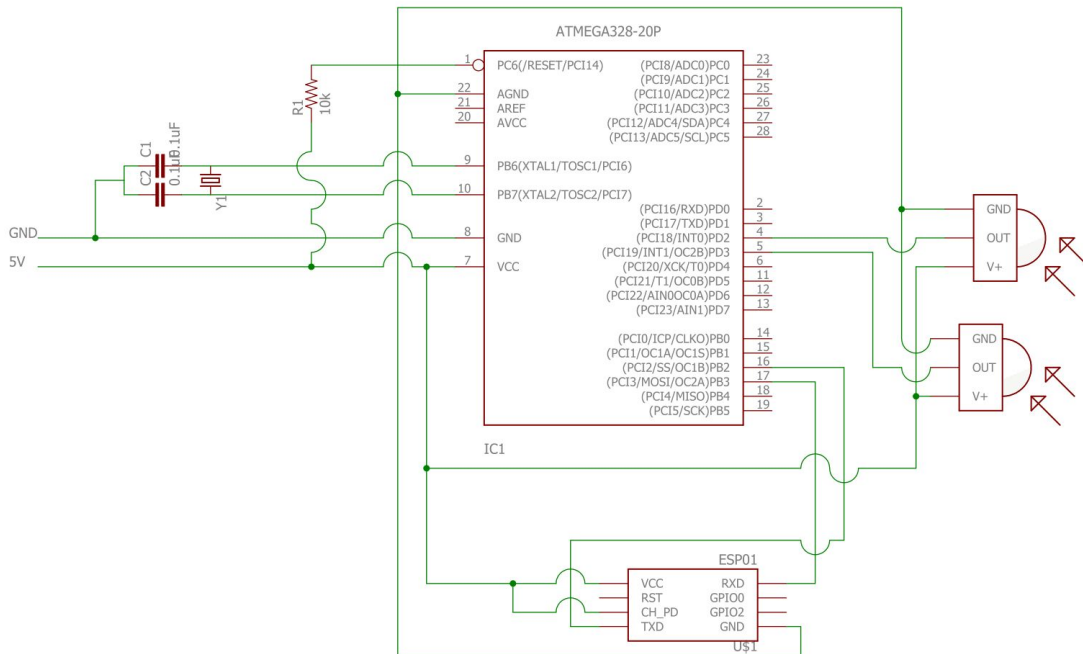 ATMEGA328-20P
1 PC6(/RESET/PCI14)
22 AGND
21 AREF
20 AVCC
9 PB6(XTAL1/TOSC1/PCI6)
10 PB7(XTAL2/TOSC2/PCI7)
8 GND
7 VCC
(PCI8/ADC0)PC0 23
(PCI9/ADC1)PC1 24
(PCI10/ADC2)PC2 25
(PCI11/ADC3)PC3 26
(PCI12/ADC4/SDA)PC4 27
(PCI13/ADC5/SCL)PC5 28
(PCI16/RXD)PD0 2
(PCI17/TXD)PD1 3
(PCI18/INT0)PD2 4
(PCI19/INT1/OC2B)PD3 5
(PCI20/XCK/T0)PD4 6
(PCI21/T1/OC0B)PD5 11
(PCI22/AIN0OC0A)PD6 12
(PCI23/AIN1)PD7 13
(PCI0/ICP/CLKO)PB0 14
(PCI1/OC1A/OC1S)PB1 15
(PCI2/SS/OC1B)PB2 16
(PCI3/MOSI/OC2A)PB3 17
(PCI4/MISO)PB4 18
(PCI5/SCK)PB5 19
IC1
R1
10k
C1
0.1uF
C2
0.1uF
Y1
GND
5V
GND
OUT
V+
GND
OUT
V+
ESP01
VCC RXD
RST GPIO0
CH_PD GPIO2
TXD GND
U$1